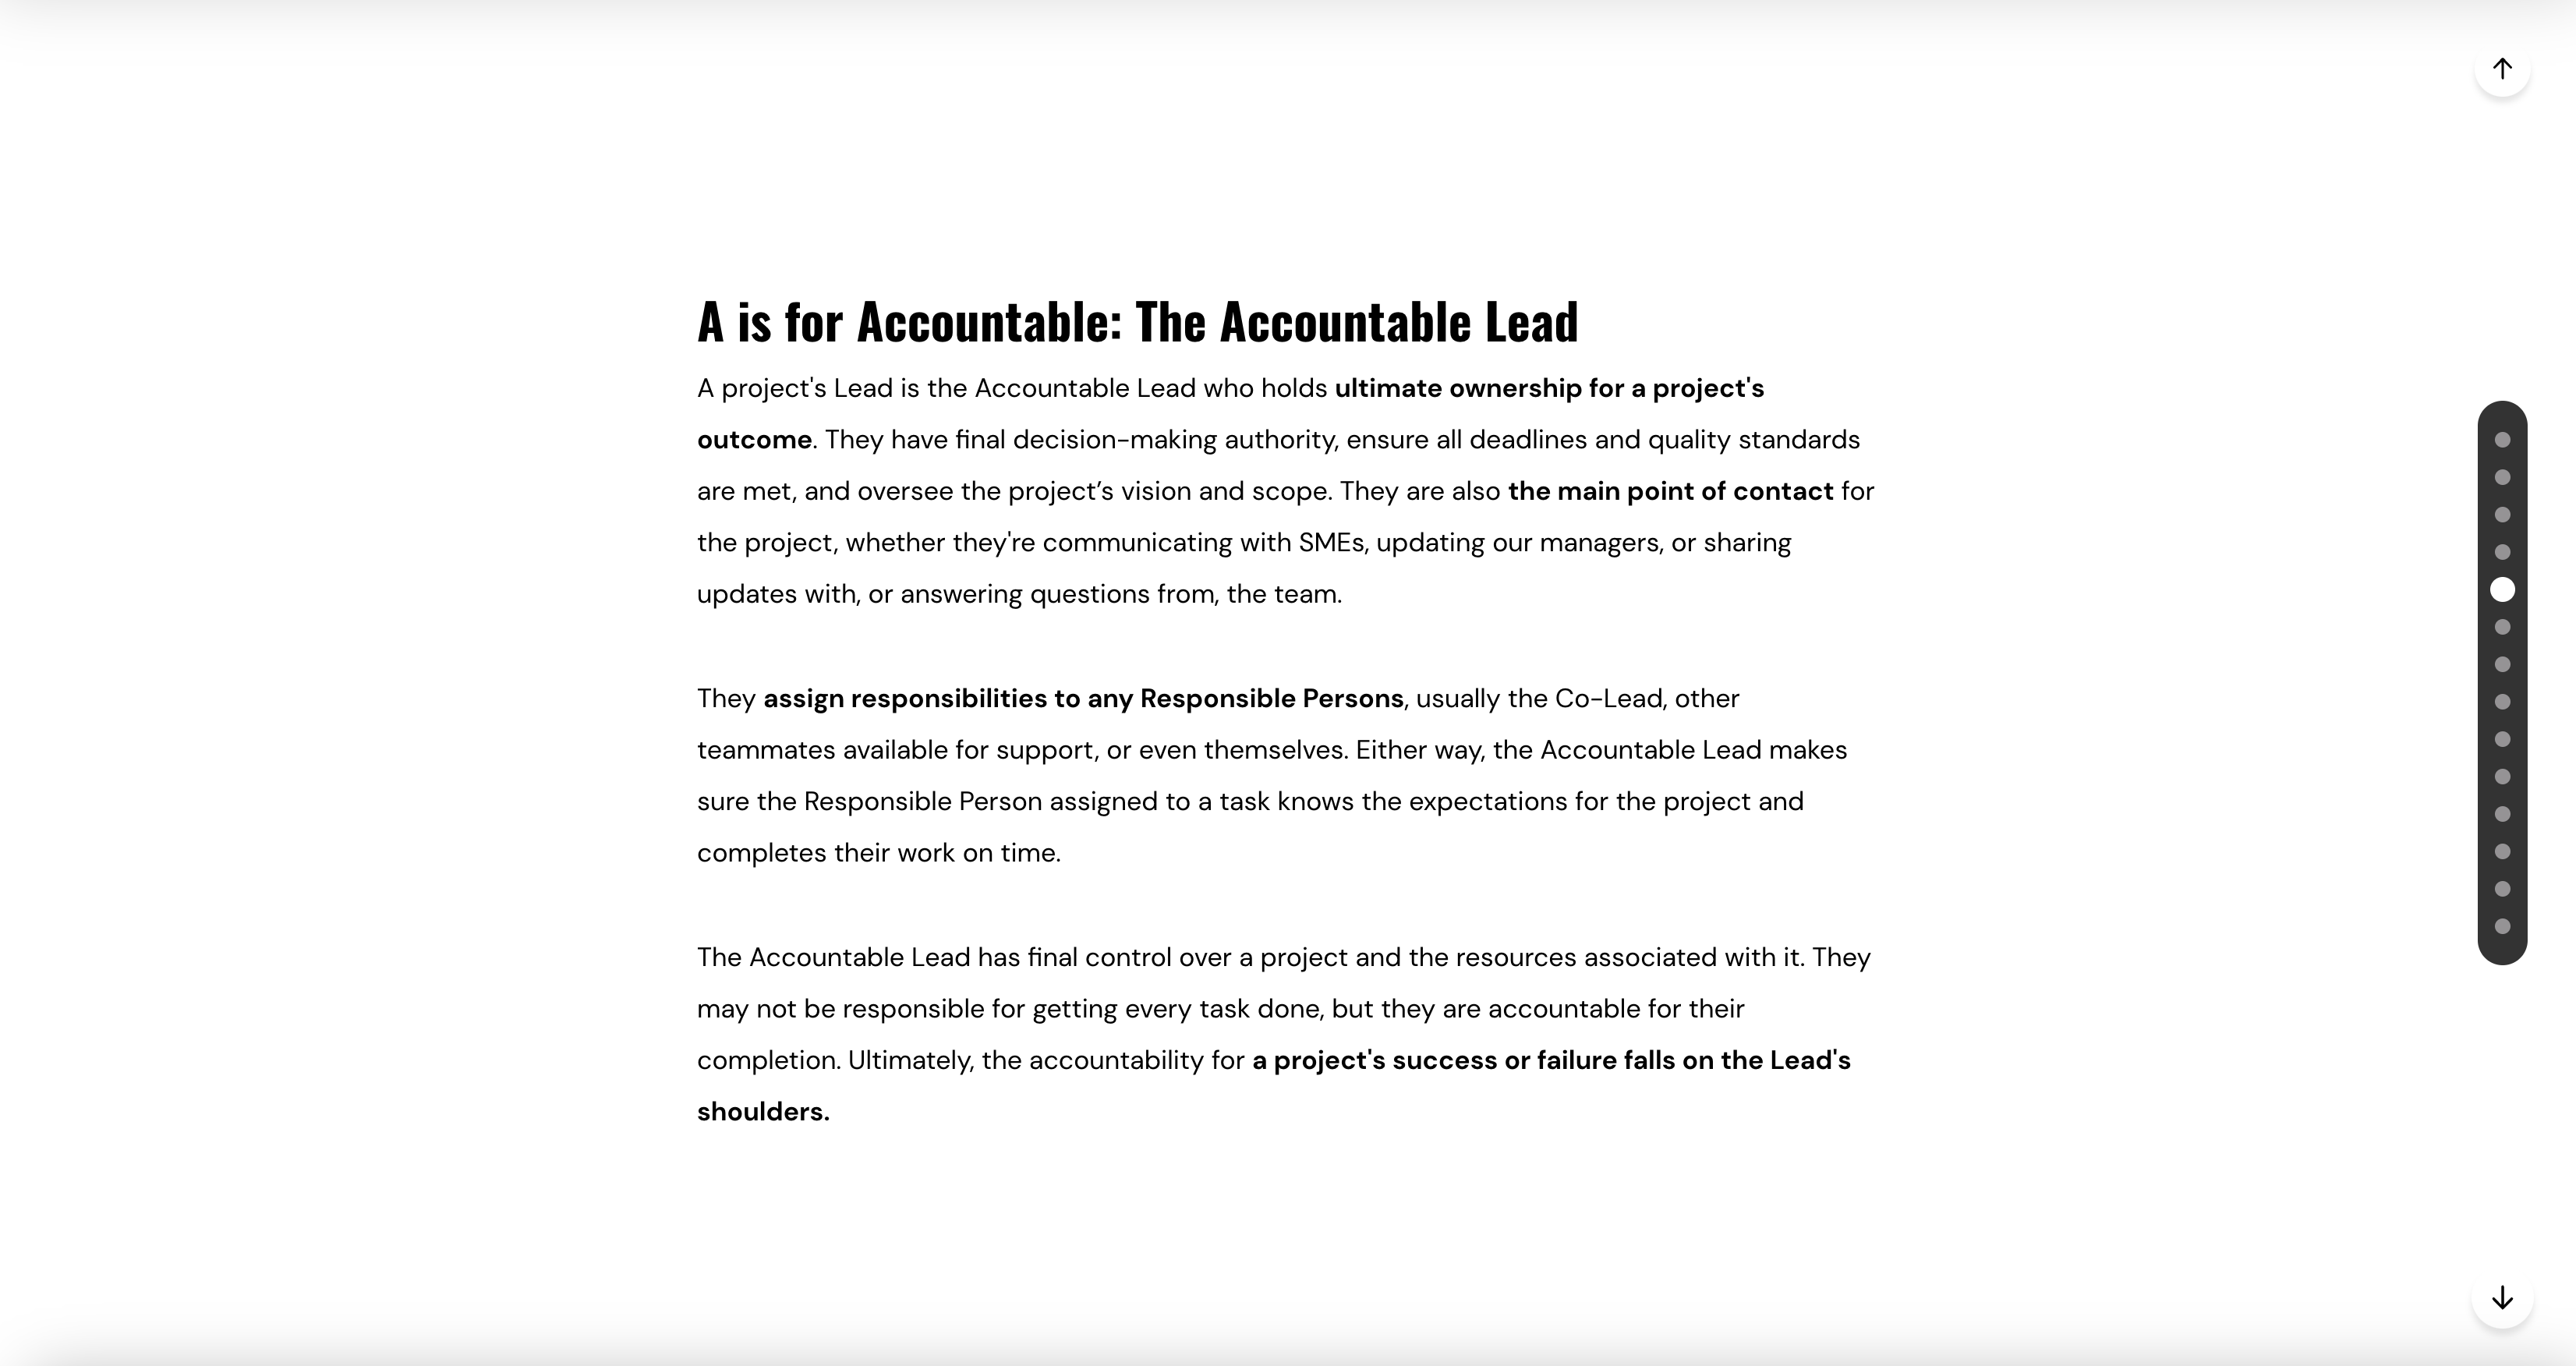 A is for Accountable: The Accountable Lead
A project's Lead is the Accountable Lead who holds ultimate ownership for a project's
outcome. They have final decision-making authority, ensure all deadlines and quality standards
are met, and oversee the project’s vision and scope. They are also the main point of contact for
the project, whether they're communicating with SMEs, updating our managers, or sharing
updates with, or answering questions from, the team.
They assign responsibilities to any Responsible Persons, usually the Co-Lead, other
teammates available for support, or even themselves. Either way, the Accountable Lead makes
sure the Responsible Person assigned to a task knows the expectations for the project and
completes their work on time.
The Accountable Lead has final control over a project and the resources associated with it. They
may not be responsible for getting every task done, but they are accountable for their
completion. Ultimately, the accountability for a project's success or failure falls on the Lead's
shoulders.